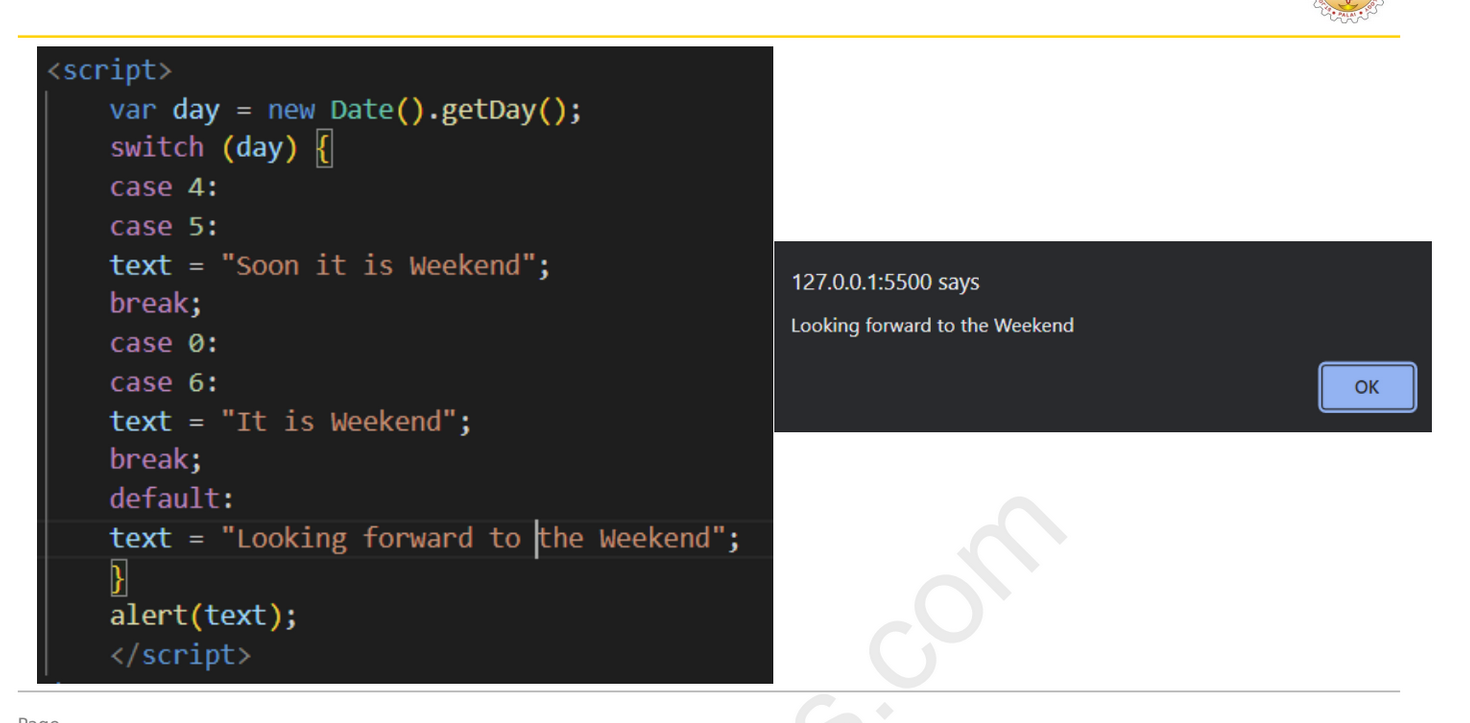 PALAI
<script>
var day = new Date().getDay();
switch (day) {
case 4:
case 5:
text = "Soon it is Weekend";
break;
case 0:
case 6:
text = "It is Weekend";
break;
default:
text = "Looking forward to the Weekend";
}
alert(text);
</script>
127.0.0.1:5500 says
Looking forward to the Weekend
OK
s.com
Page